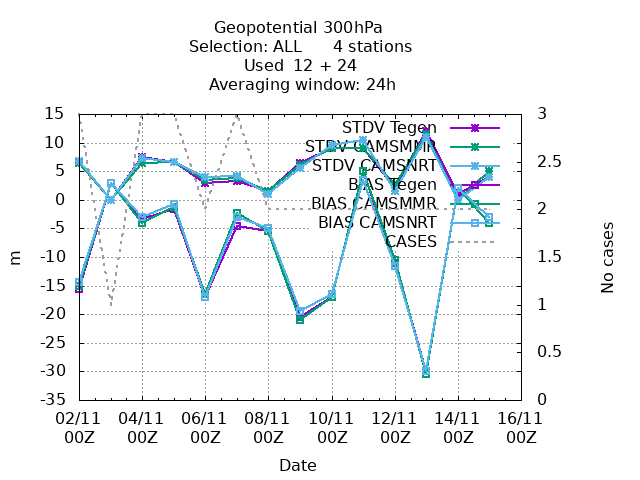 Geopotential 300hPa
Selection: ALL 4 stations
Used 12 + 24
Averaging window: 24h
15
10
5
0
-5
-10
-15
-20
-25
-30
-35
m
3
2.5
2
1.5
1
0.5
0
No cases
STDV Tegen
STDV CAMSMMR
STDV CAMSNRT
BIAS Tegen
BIAS CAMSMMR
BIAS CAMSNRT
CASES
02/11 04/11 06/11 08/11 10/11 12/11 14/11 16/11
00Z 00Z 00Z 00Z 00Z 00Z 00Z 00Z
Date